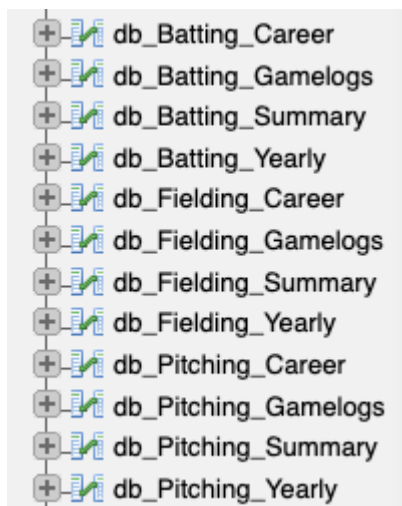 db_Batting_Career
db_Batting_Gamelogs
db_Batting_Summary
db_Batting_Yearly
db_Fielding_Career
db_Fielding_Gamelogs
db_Fielding_Summary
db_Fielding_Yearly
db_Pitching_Career
db_Pitching_Gamelogs
db_Pitching_Summary
db_Pitching_Yearly